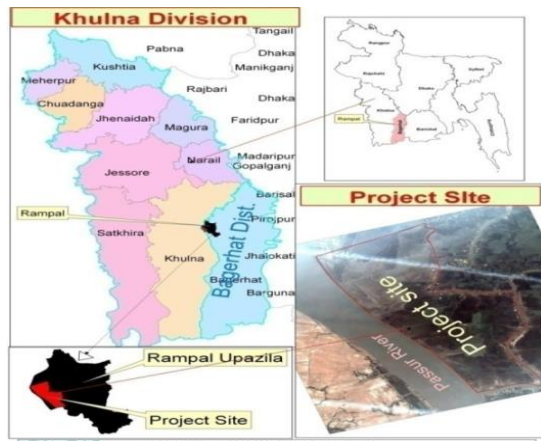 Khulna Division
Tangail
Pabna
Dhaka
Kushtia
Manikganj
Meherpur
Rajbari
Chuadanga
Dhaka
Jhenaidah
Magura
Faridpur
Narail
Madaripur
Gopalganj
Jessore
Barisal
Rampal
Pirojpur
Satkhira
Khulna
Bagerhat Dist.
Jhalokati
Bagerhat
Barguna
Rampal Upazila
Project Site
Dhaka
Khulna
Rampal
Project SIte
Project site
Passur River